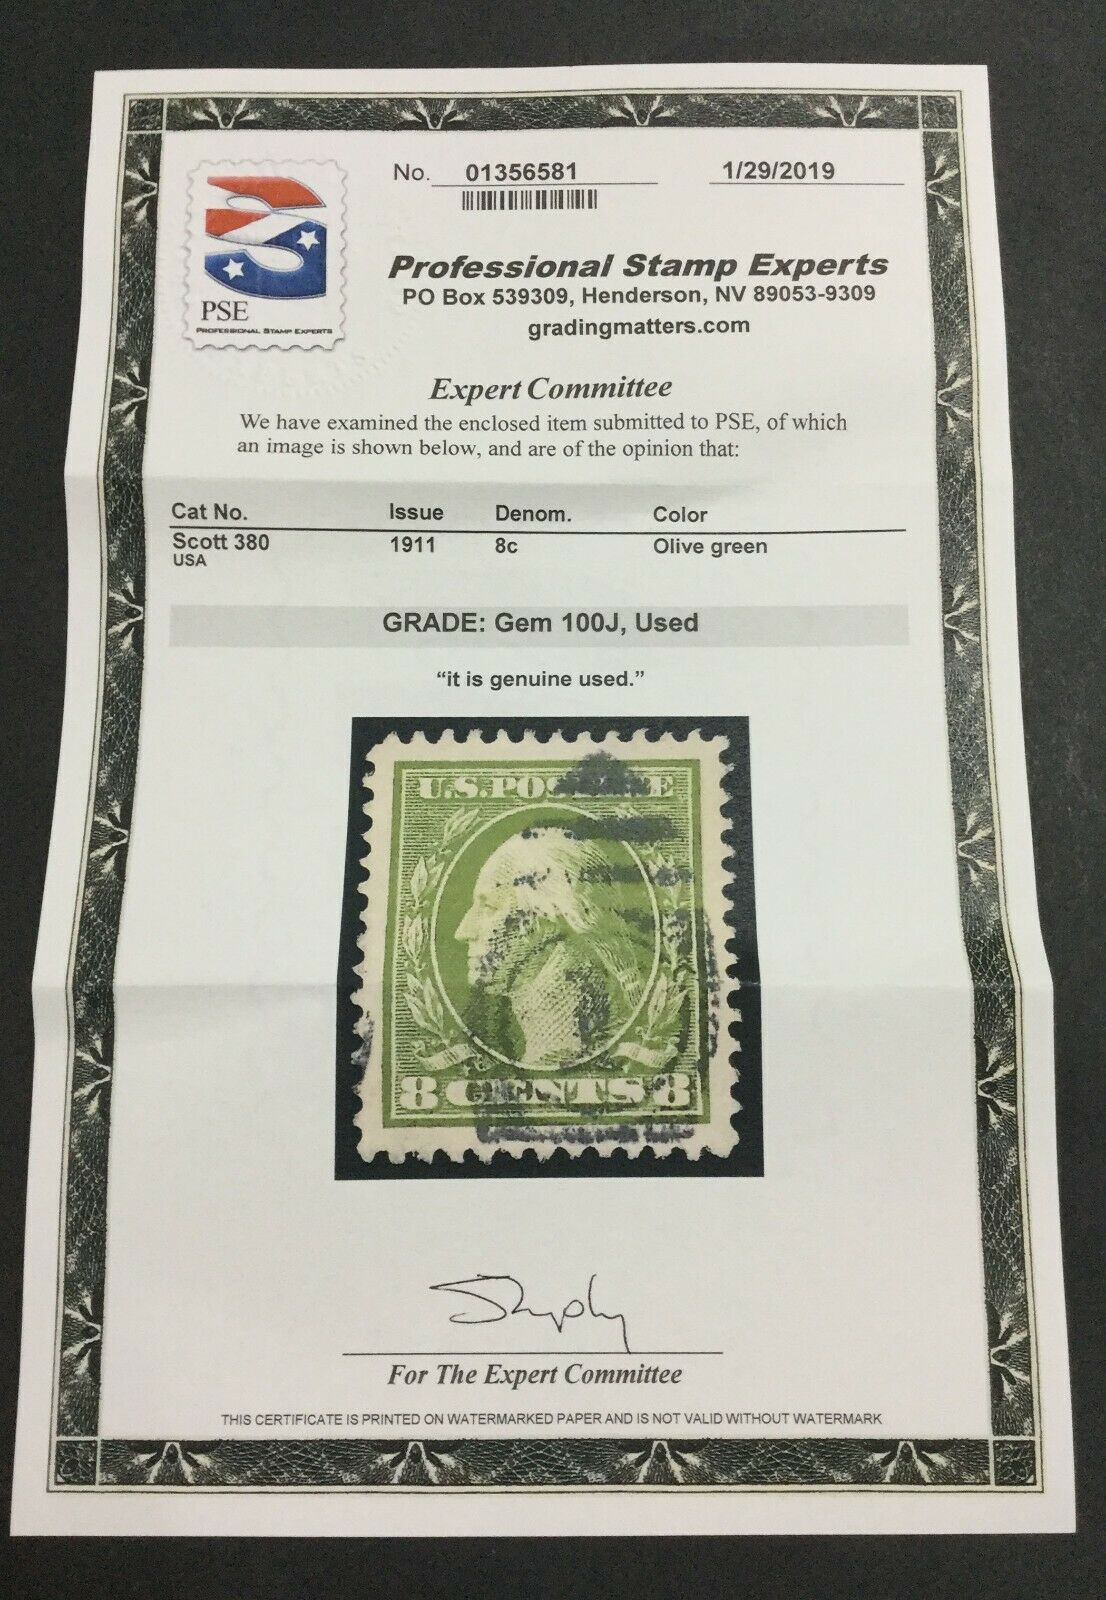 No. 01356581 1/29/2019
PSE
PROFESSIONAL STAMP EXPERTS
Professional Stamp Experts
PO Box 539309, Henderson, NV 89053-9309
gradingmatters.com
Expert Committee
We have examined the enclosed item submitted to PSE, of which
an image is shown below, and are of the opinion that:
Cat No. Issue Denom. Color
Scott 380 1911 8c Olive green
USA
GRADE: Gem 100J, Used
“it is genuine used.”
U.S. POSTAGE
8 CENTS 8
For The Expert Committee
THIS CERTIFICATE IS PRINTED ON WATERMARKED PAPER AND IS NOT VALID WITHOUT WATERMARK